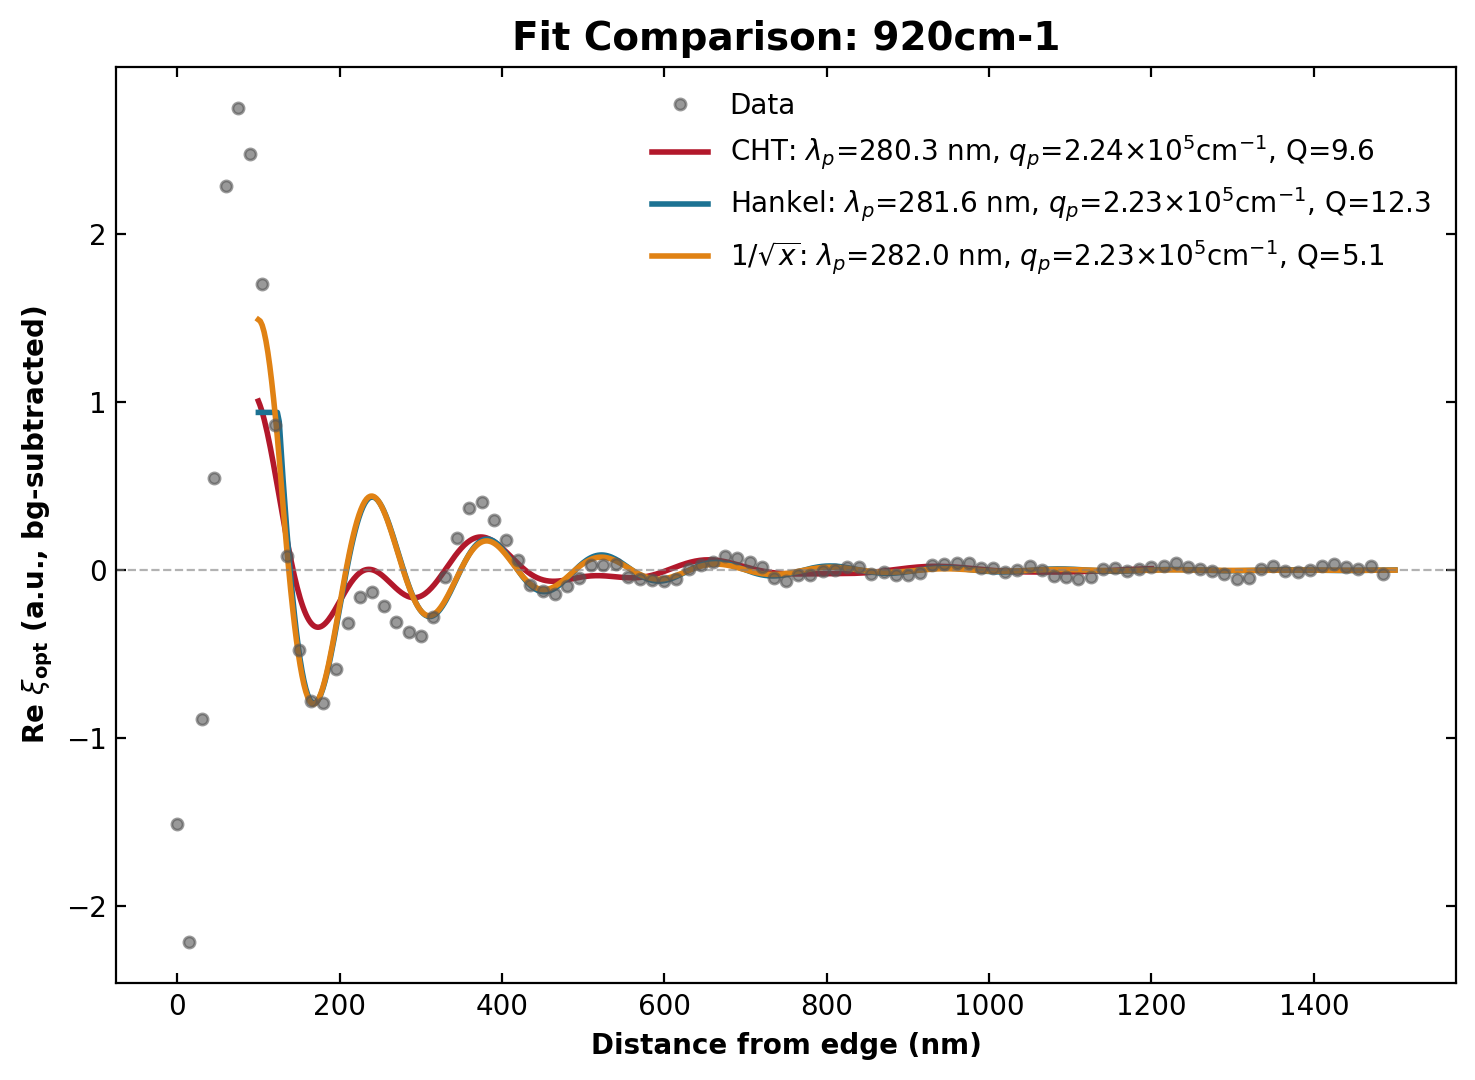 Fit Comparison: 920cm-1
Data
CHT: λp=280.3 nm, qp=2.24×10⁵cm⁻¹, Q=9.6
Hankel: λp=281.6 nm, qp=2.23×10⁵cm⁻¹, Q=12.3
1/√x: λp=282.0 nm, qp=2.23×10⁵cm⁻¹, Q=5.1
Re ξopt (a.u., bg-subtracted)
2
1
0
−1
−2
0 200 400 600 800 1000 1200 1400
Distance from edge (nm)